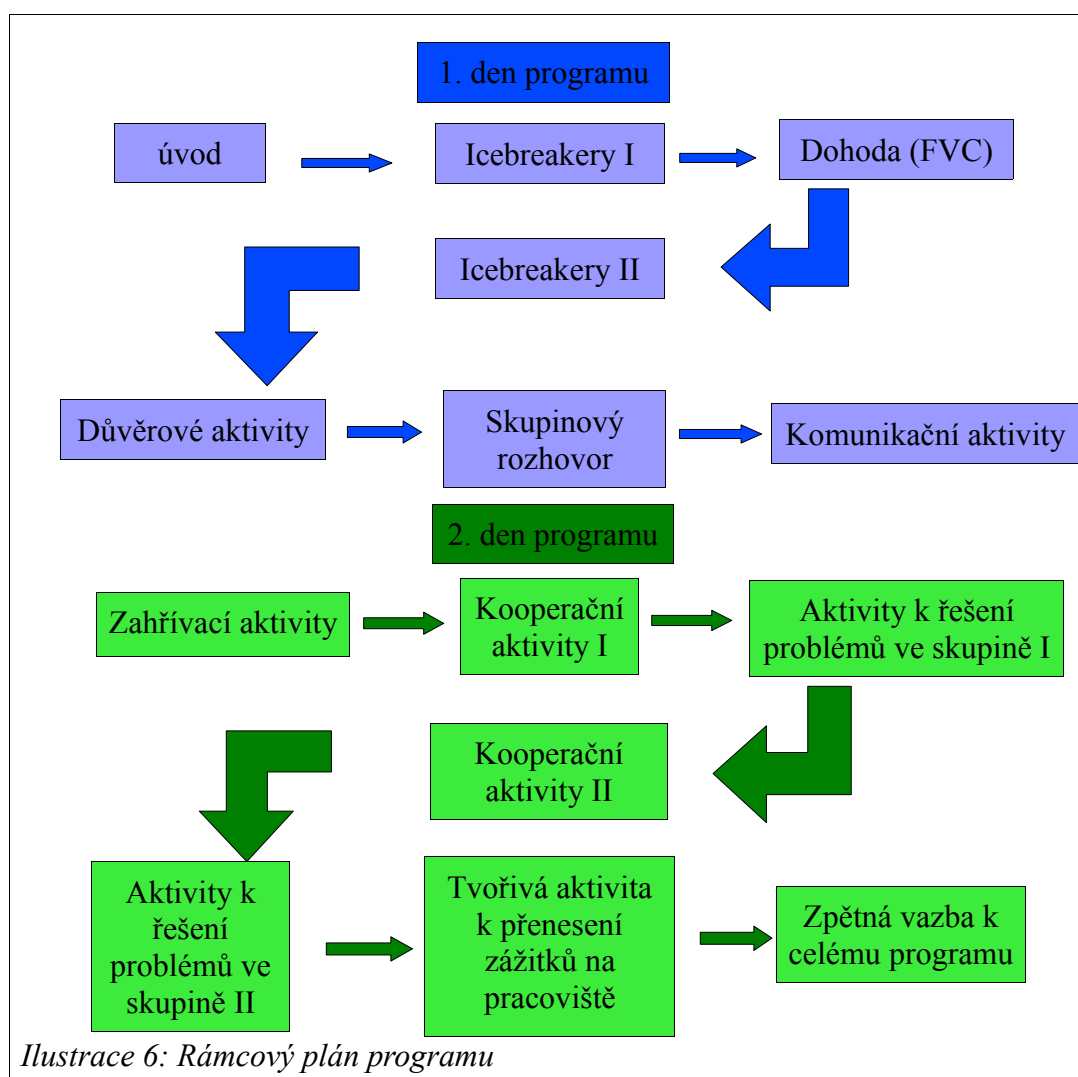 1. den programu
úvod
Icebreakery I
Dohoda (FVC)
Icebreakery II
Důvěrové aktivity
Skupinový
rozhovor
Komunikační aktivity
2. den programu
Zahřívací aktivity
Kooperační
aktivity I
Aktivity k řešení
problémů ve skupině I
Kooperační
aktivity II
Aktivity k
řešení
problémů ve
skupině II
Tvořivá aktivita
k přenesení
zážitků na
pracoviště
Zpětná vazba k
celému programu
Ilustrace 6: Rámcový plán programu